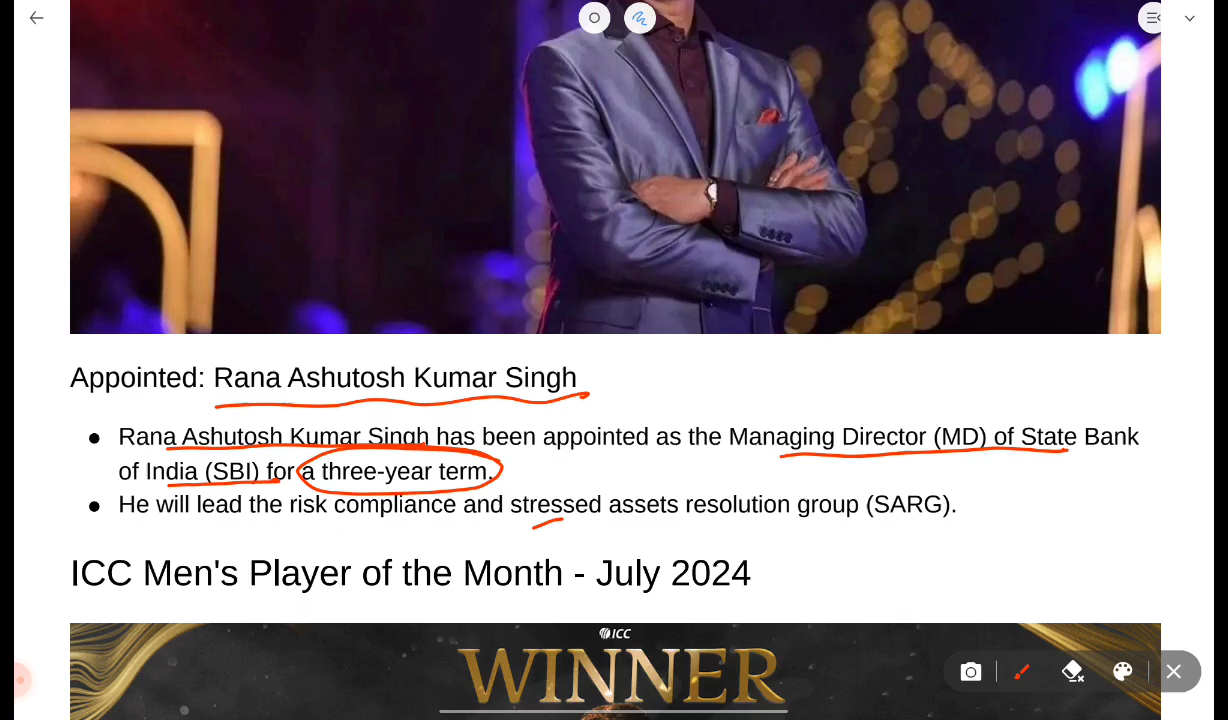 Appointed: Rana Ashutosh Kumar Singh
● Rana Ashutosh Kumar Singh has been appointed as the Managing Director (MD) of State Bank
of India (SBI) for a three-year term.
● He will lead the risk compliance and stressed assets resolution group (SARG).
ICC Men's Player of the Month - July 2024
ICC
WINNER